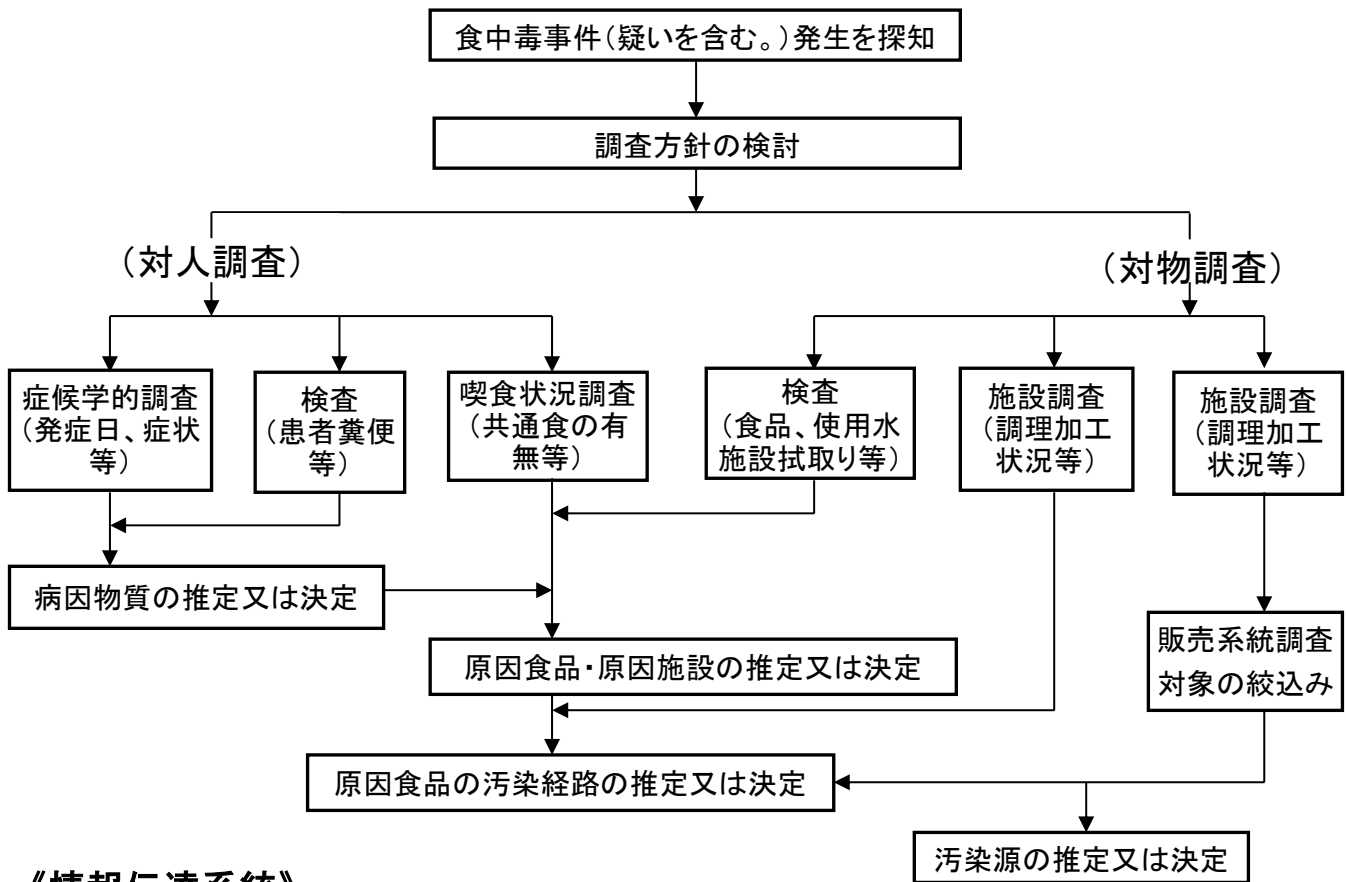 食中毒事件(疑いを含む。)発生を探知
調査方針の検討
(対人調査)
(対物調査)
症候学的調査
(発症日、症状
等)
検査
(患者糞便
等)
喫食状況調査
(共通食の有
無等)
検査
(食品、使用水
施設拭取り等)
施設調査
(調理加工
状況等)
施設調査
(調理加工
状況等)
病因物質の推定又は決定
原因食品・原因施設の推定又は決定
販売系統調査
対象の絞込み
原因食品の汚染経路の推定又は決定
汚染源の推定又は決定
《情報伝達系統》